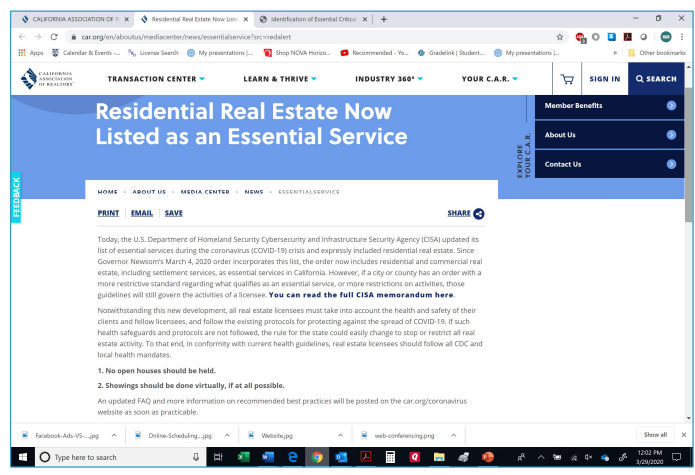 CALIFORNIA ASSOCIATION OF R
Residential Real Estate Now Liste
Identification of Essential Critical
car.org/en/aboutus/mediacenter/news/essentialservice?src=redalert
Apps
Calendar & Events -...
License Search
My presentations |...
Shop NOVA Horizo...
Recommended - Yo...
Gradelink | Student...
My presentations |...
Other bookmarks
CALIFORNIA
ASSOCIATION
OF REALTORS
TRANSACTION CENTER
LEARN & THRIVE
INDUSTRY 360°
YOUR C.A.R.
SIGN IN
SEARCH
Residential Real Estate Now
Listed as an Essential Service
EXPLORE
YOUR C.A.R.
Member Benefits
About Us
Contact Us
FEEDBACK
HOME ABOUT US MEDIA CENTER NEWS ESSENTIALSERVICE
PRINT EMAIL SAVE
SHARE
Today, the U.S. Department of Homeland Security Cybersecurity and Infrastructure Security Agency (CISA) updated its
list of essential services during the coronavirus (COVID-19) crisis and expressly included residential real estate. Since
Governor Newsom's March 4, 2020 order incorporates this list, the order now includes residential and commercial real
estate, including settlement services, as essential services in California. However, if a city or county has an order with a
more restrictive standard regarding what qualifies as an essential service, or more restrictions on activities, those
guidelines will still govern the activities of a licensee. You can read the full CISA memorandum here.
Notwithstanding this new development, all real estate licensees must take into account the health and safety of their
clients and fellow licensees, and follow the existing protocols for protecting against the spread of COVID-19. If such
health safeguards and protocols are not followed, the rule for the state could easily change to stop or restrict all real
estate activity. To that end, in conformity with current health guidelines, real estate licensees should follow all CDC and
local health mandates.
1. No open houses should be held.
2. Showings should be done virtually, if at all possible.
An updated FAQ and more information on recommended best practices will be posted on the car.org/coronavirus
website as soon as practicable.
Facebook-Ads-VS-....jpg
Online-Scheduling....jpg
Website.jpg
web-conferencing.png
Show all
Type here to search
12:02 PM
3/29/2020